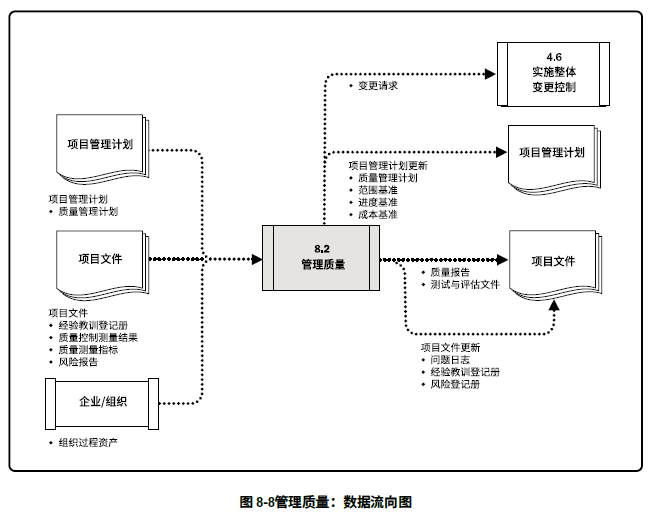 4.6
实施整体
变更控制
• 变更请求
项目管理计划
项目管理计划
• 质量管理计划
项目管理计划
项目管理计划更新
• 质量管理计划
• 范围基准
• 进度基准
• 成本基准
8.2
管理质量
项目文件
项目文件
• 经验教训登记册
• 质量控制测量结果
• 质量测量指标
• 风险报告
项目文件
• 质量报告
• 测试与评估文件
项目文件更新
• 问题日志
• 经验教训登记册
• 风险登记册
企业/组织
• 组织过程资产
图 8-8管理质量：数据流向图